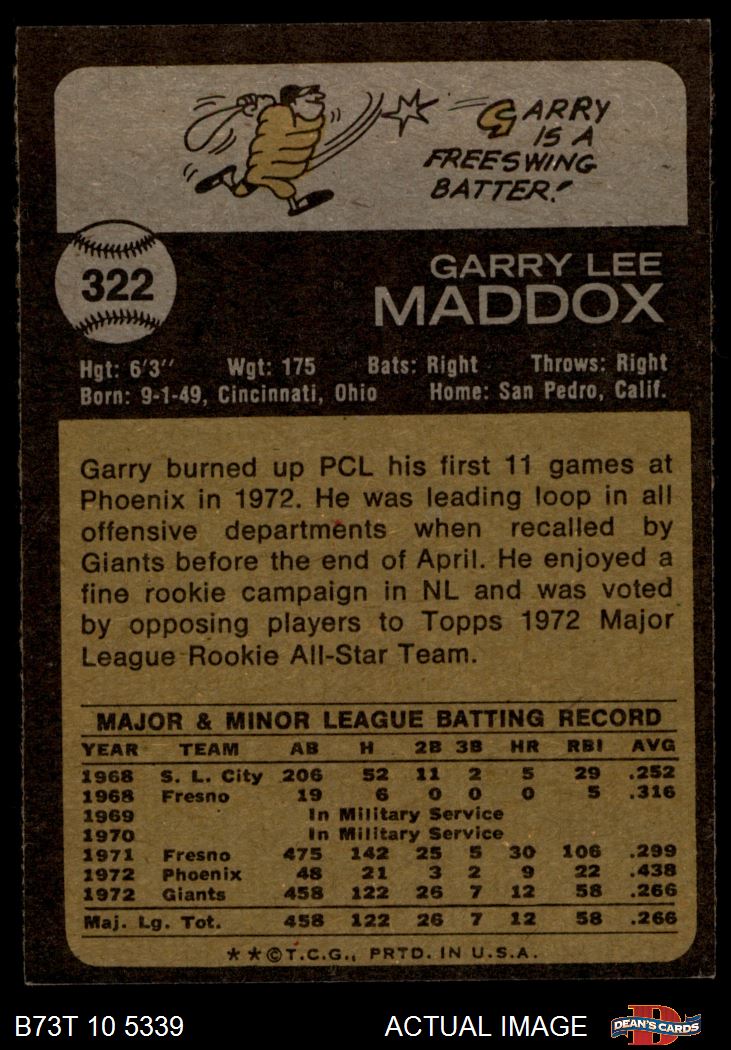 GARRY
IS A
FREESWING
BATTER!
322
GARRY LEE
MADDOX
Hgt: 6'3" Wgt: 175 Bats: Right Throws: Right
Born: 9-1-49, Cincinnati, Ohio Home: San Pedro, Calif.
Garry burned up PCL his first 11 games at
Phoenix in 1972. He was leading loop in all
offensive departments when recalled by
Giants before the end of April. He enjoyed a
fine rookie campaign in NL and was voted
by opposing players to Topps 1972 Major
League Rookie All-Star Team.
MAJOR & MINOR LEAGUE BATTING RECORD
YEAR TEAM AB H 2B 3B HR RBI AVG
1968 S. L. City 206 52 11 2 5 29 .252
1968 Fresno 19 6 0 0 0 5 .316
1969 In Military Service
1970 In Military Service
1971 Fresno 475 142 25 5 30 106 .299
1972 Phoenix 48 21 3 2 9 22 .438
1972 Giants 458 122 26 7 12 58 .266
Maj. Lg. Tot. 458 122 26 7 12 58 .266
★★©T.C.G., PRTD. IN U.S.A.
B73T 10 5339 ACTUAL IMAGE
D
DEAN'S CARDS